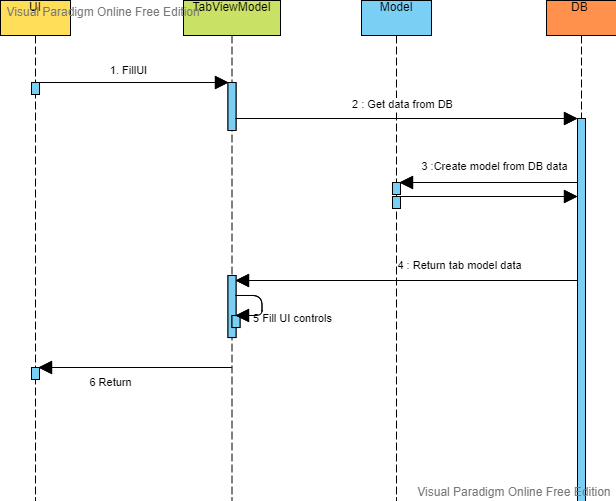 UI
Visual Paradigm Online Free Edition
TabViewModel
Model
DB
1. FillUI
2 : Get data from DB
3 :Create model from DB data
4 : Return tab model data
5 Fill UI controls
6 Return
Visual Paradigm Online Free Edition